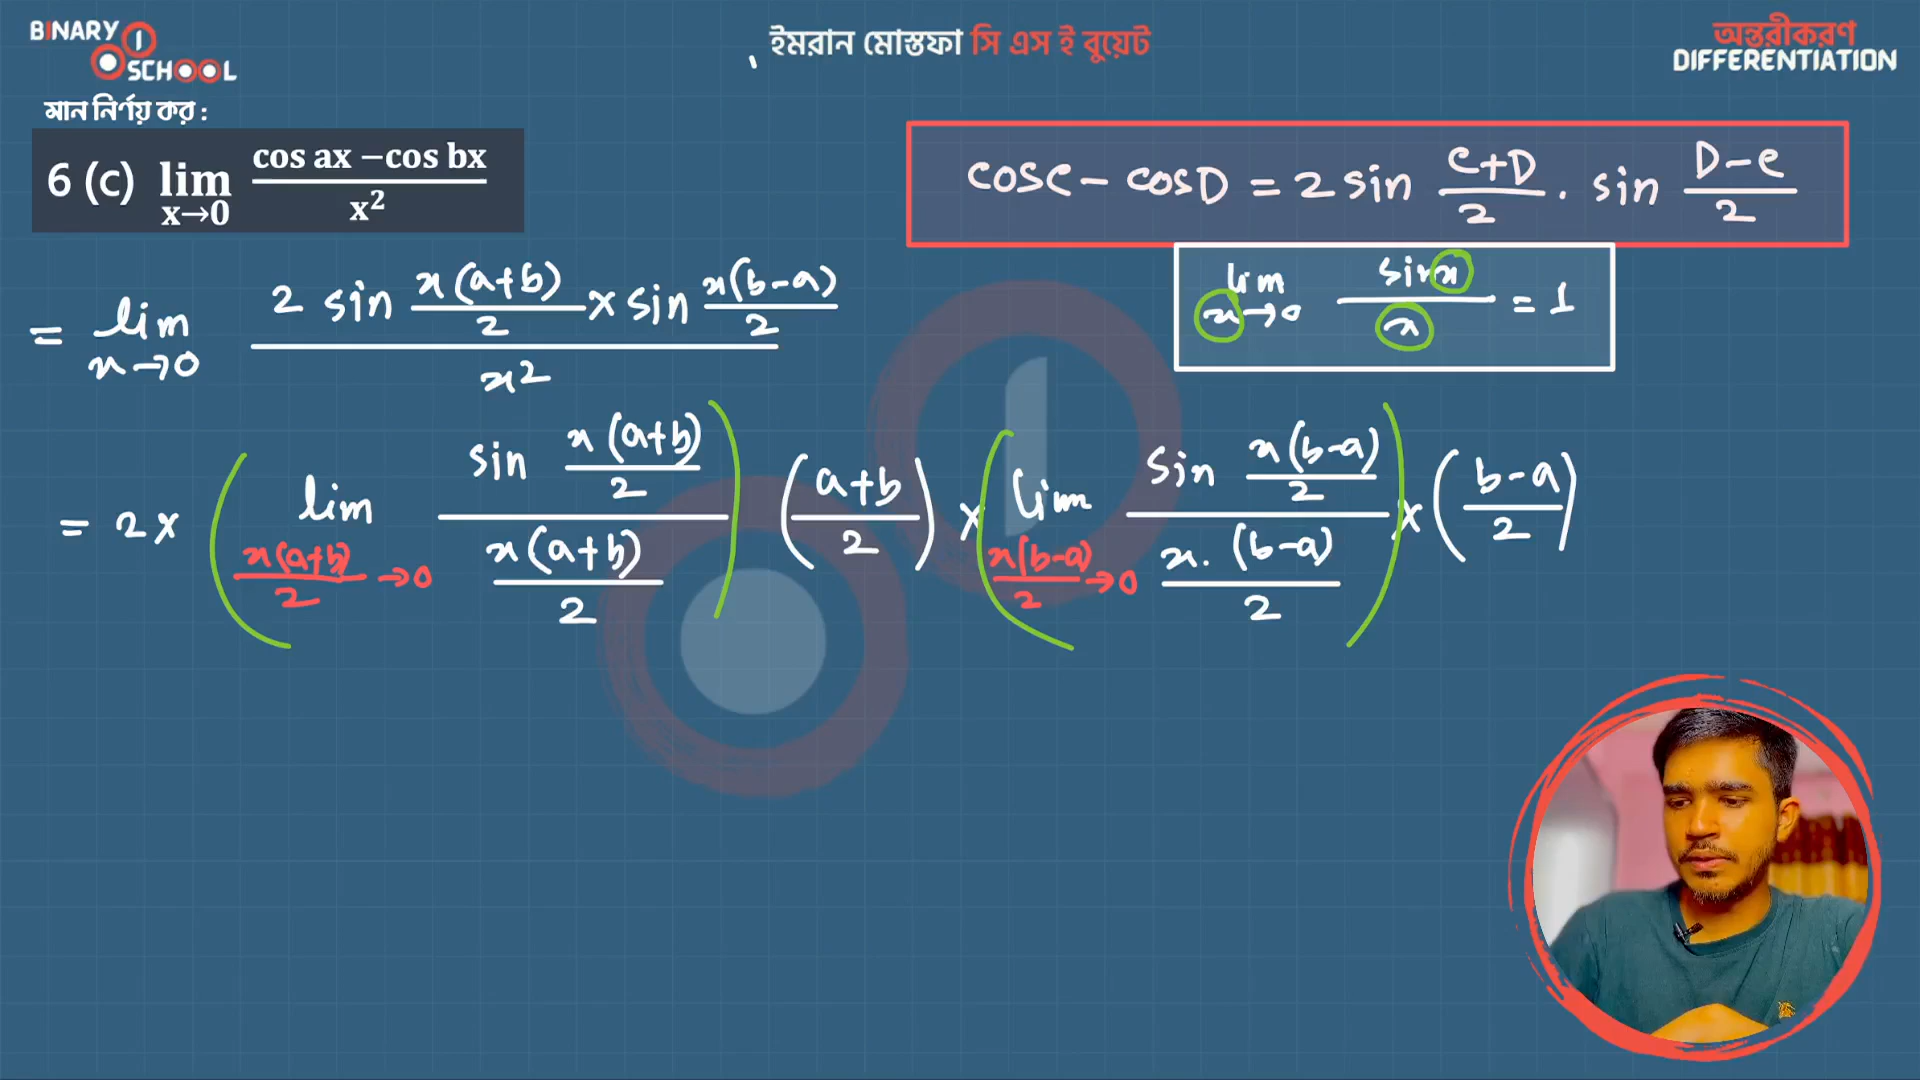 BINARY SCHOOL
ইমরান মোস্তফা সি এস ই বুয়েট
অন্তরীকরণ
DIFFERENTIATION
মান নির্ণয় কর :
6 (c) lim x→0 (cos ax − cos bx)/x²
cosC − cosD = 2 sin (C+D)/2 · sin (D−C)/2
lim x→0 sinx/x = 1
= lim x→0 (2 sin x(a+b)/2 × sin x(b−a)/2)/x²
= 2 × (lim x(a+b)/2 →0 (sin x(a+b)/2)/(x(a+b)/2)) ((a+b)/2) × (lim x(b−a)/2 →0 (sin x(b−a)/2)/(x·(b−a)/2)) × ((b−a)/2)